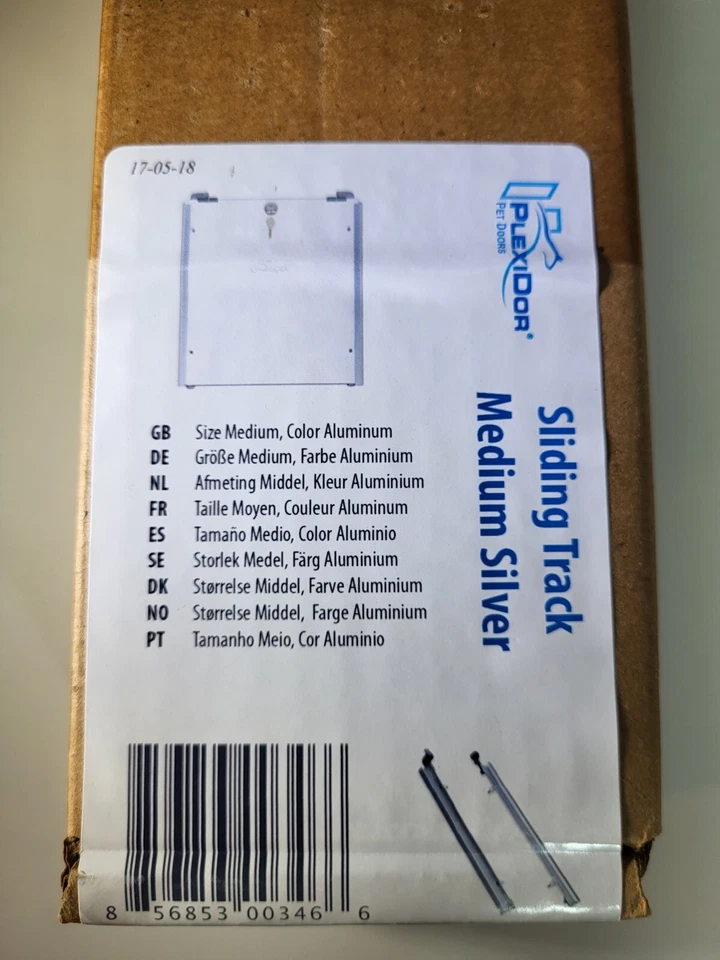 17-05-18
PLEXIDOR®
PET DOORS
Sliding Track
Medium Silver
GB Size Medium, Color Aluminum
DE Größe Medium, Farbe Aluminium
NL Afmeting Middel, Kleur Aluminium
FR Taille Moyen, Couleur Aluminum
ES Tamaño Medio, Color Aluminio
SE Storlek Medel, Färg Aluminium
DK Størrelse Middel, Farve Aluminium
NO Størrelse Middel, Farge Aluminium
PT Tamanho Meio, Cor Aluminio
8 56853 00346 6